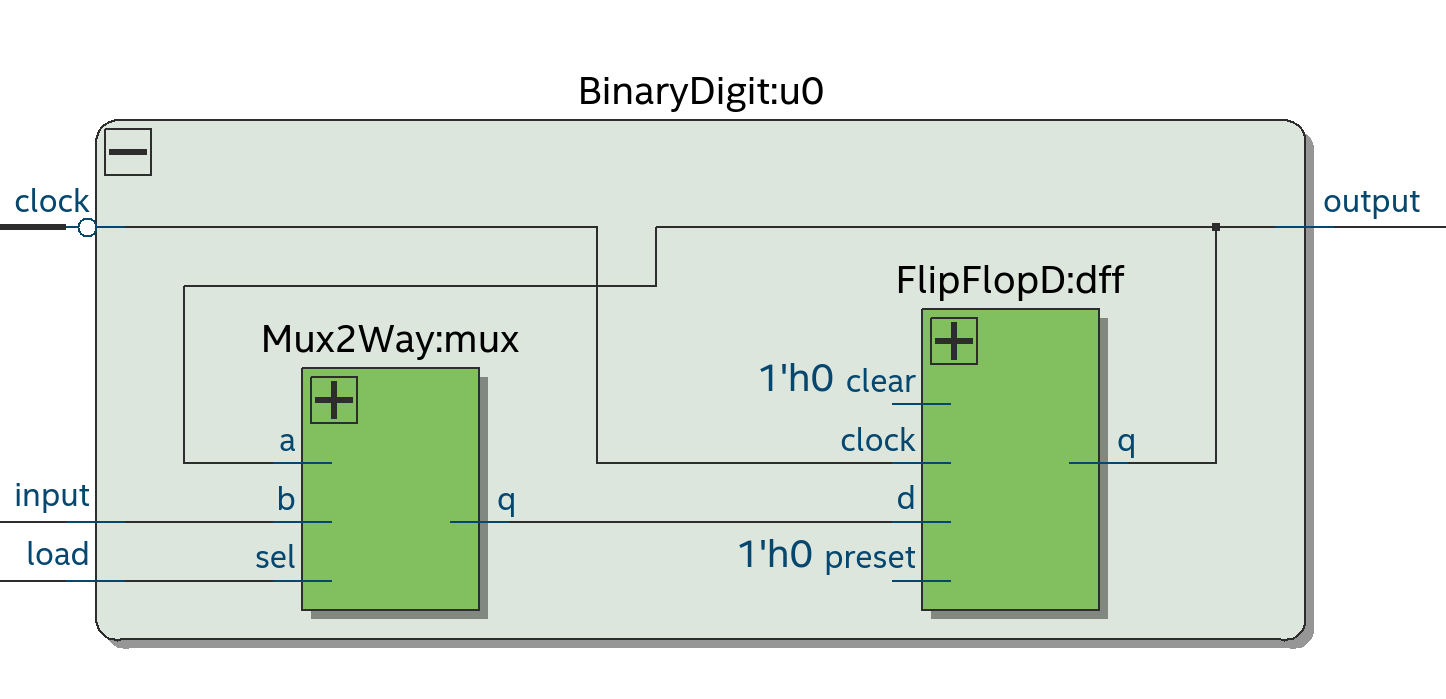 BinaryDigit:u0
clock
output
FlipFlopD:dff
Mux2Way:mux
1'h0 clear
a
clock
q
input
b
q
d
load
sel
1'h0 preset